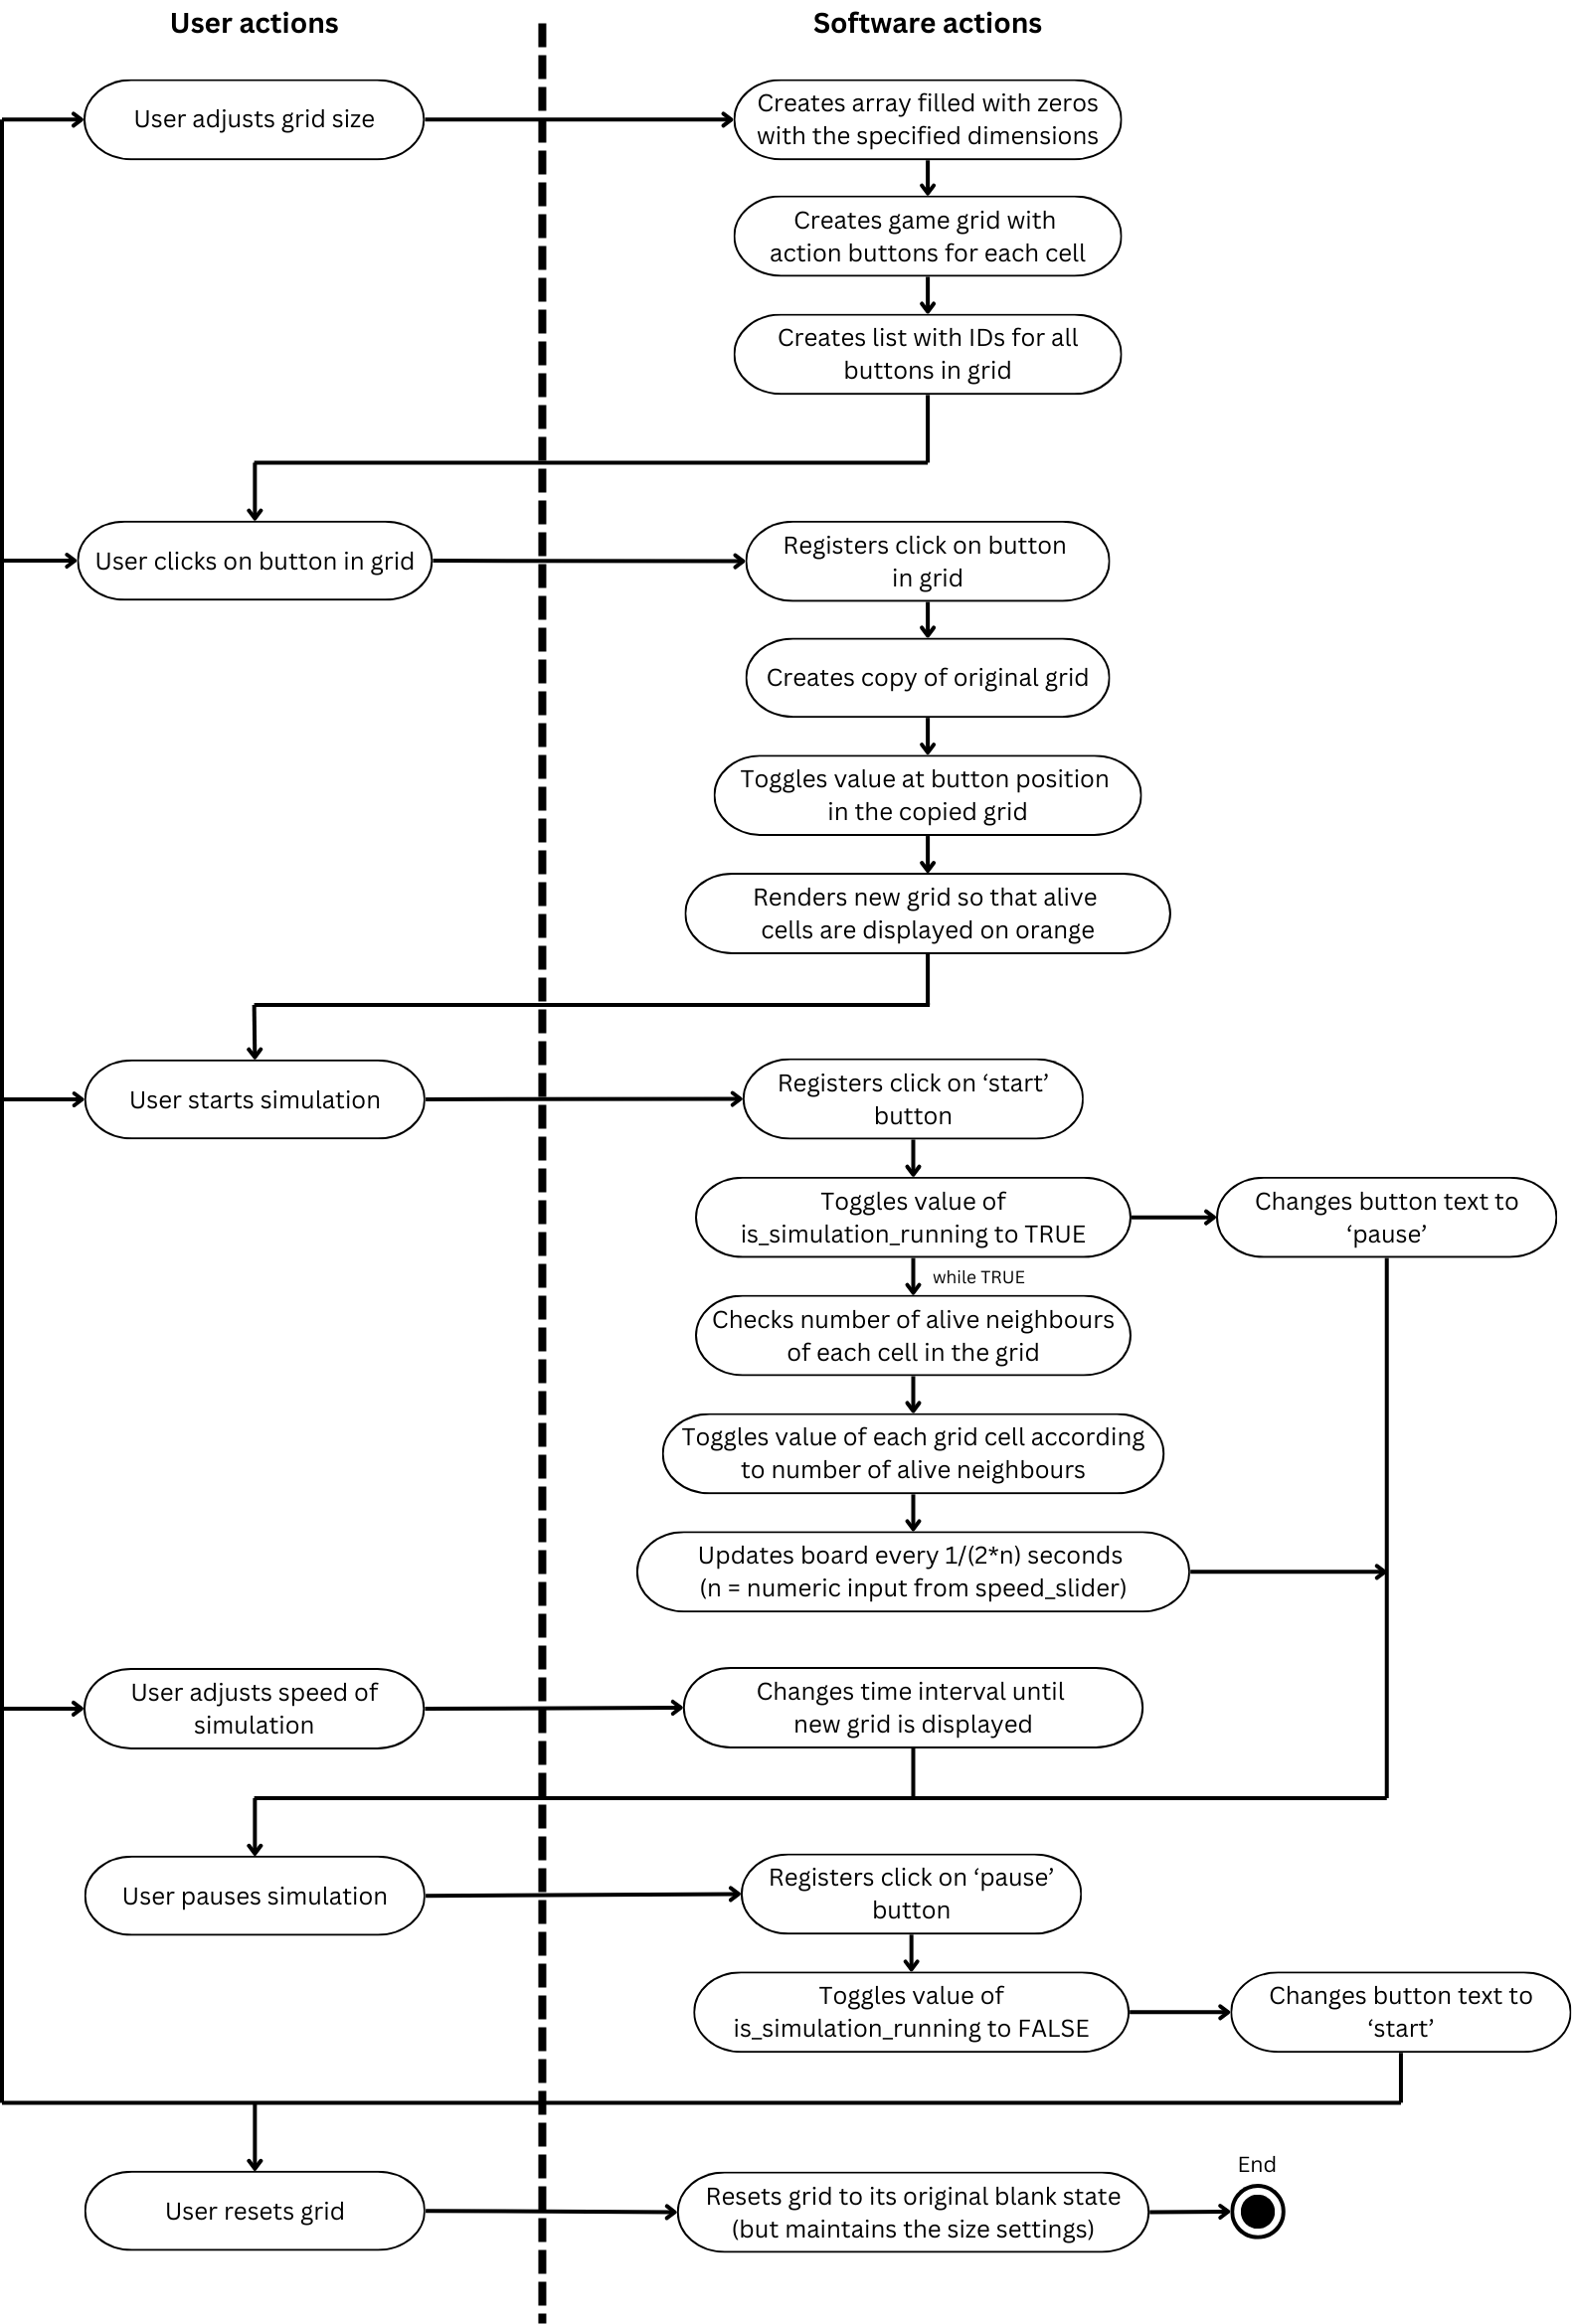 User actions
Software actions
User adjusts grid size
Creates array filled with zeros
with the specified dimensions
Creates game grid with
action buttons for each cell
Creates list with IDs for all
buttons in grid
User clicks on button in grid
Registers click on button
in grid
Creates copy of original grid
Toggles value at button position
in the copied grid
Renders new grid so that alive
cells are displayed on orange
User starts simulation
Registers click on ‘start’
button
Toggles value of
is_simulation_running to TRUE
Changes button text to
‘pause’
while TRUE
Checks number of alive neighbours
of each cell in the grid
Toggles value of each grid cell according
to number of alive neighbours
Updates board every 1/(2*n) seconds
(n = numeric input from speed_slider)
User adjusts speed of
simulation
Changes time interval until
new grid is displayed
User pauses simulation
Registers click on ‘pause’
button
Toggles value of
is_simulation_running to FALSE
Changes button text to
‘start’
User resets grid
Resets grid to its original blank state
(but maintains the size settings)
End